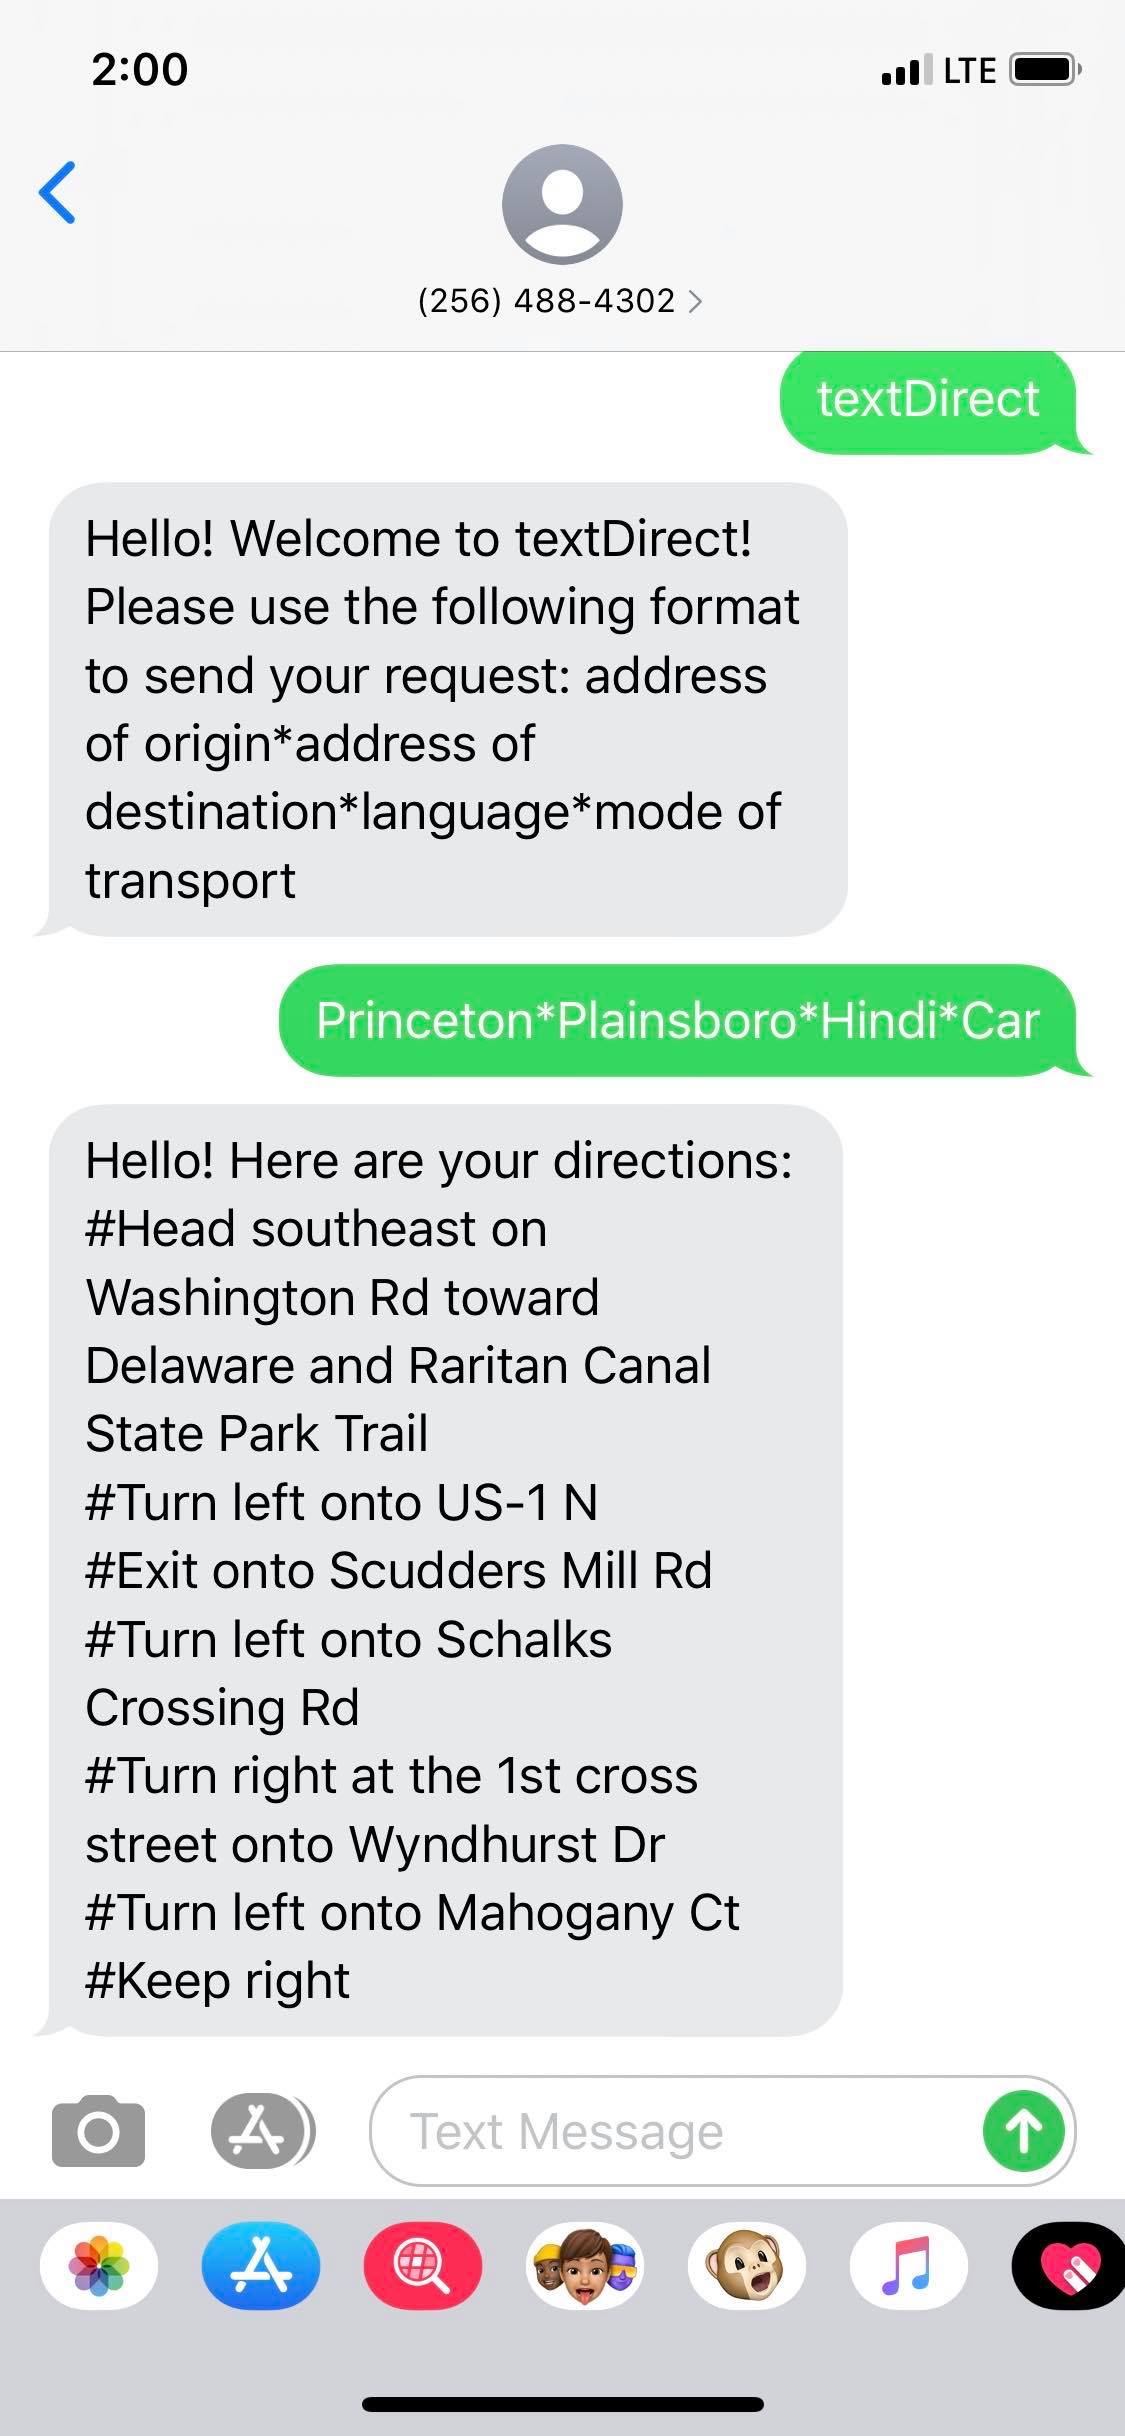 2:00
LTE
(256) 488-4302
textDirect
Hello! Welcome to textDirect!
Please use the following format
to send your request: address
of origin*address of
destination*language*mode of
transport
Princeton*Plainsboro*Hindi*Car
Hello! Here are your directions:
#Head southeast on
Washington Rd toward
Delaware and Raritan Canal
State Park Trail
#Turn left onto US-1 N
#Exit onto Scudders Mill Rd
#Turn left onto Schalks
Crossing Rd
#Turn right at the 1st cross
street onto Wyndhurst Dr
#Turn left onto Mahogany Ct
#Keep right
Text Message